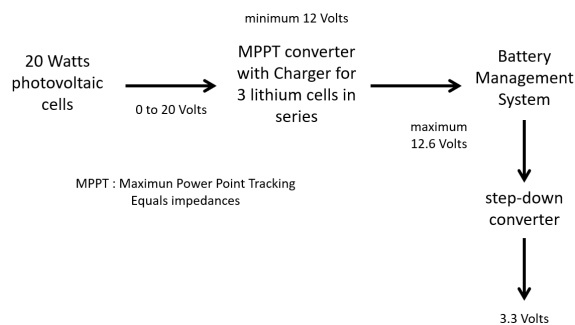 minimum 12 Volts
20 Watts
photovoltaic
cells
0 to 20 Volts
MPPT converter
with Charger for
3 lithium cells in
series
Battery
Management
System
maximum
12.6 Volts
MPPT : Maximun Power Point Tracking
Equals impedances
step-down
converter
3.3 Volts